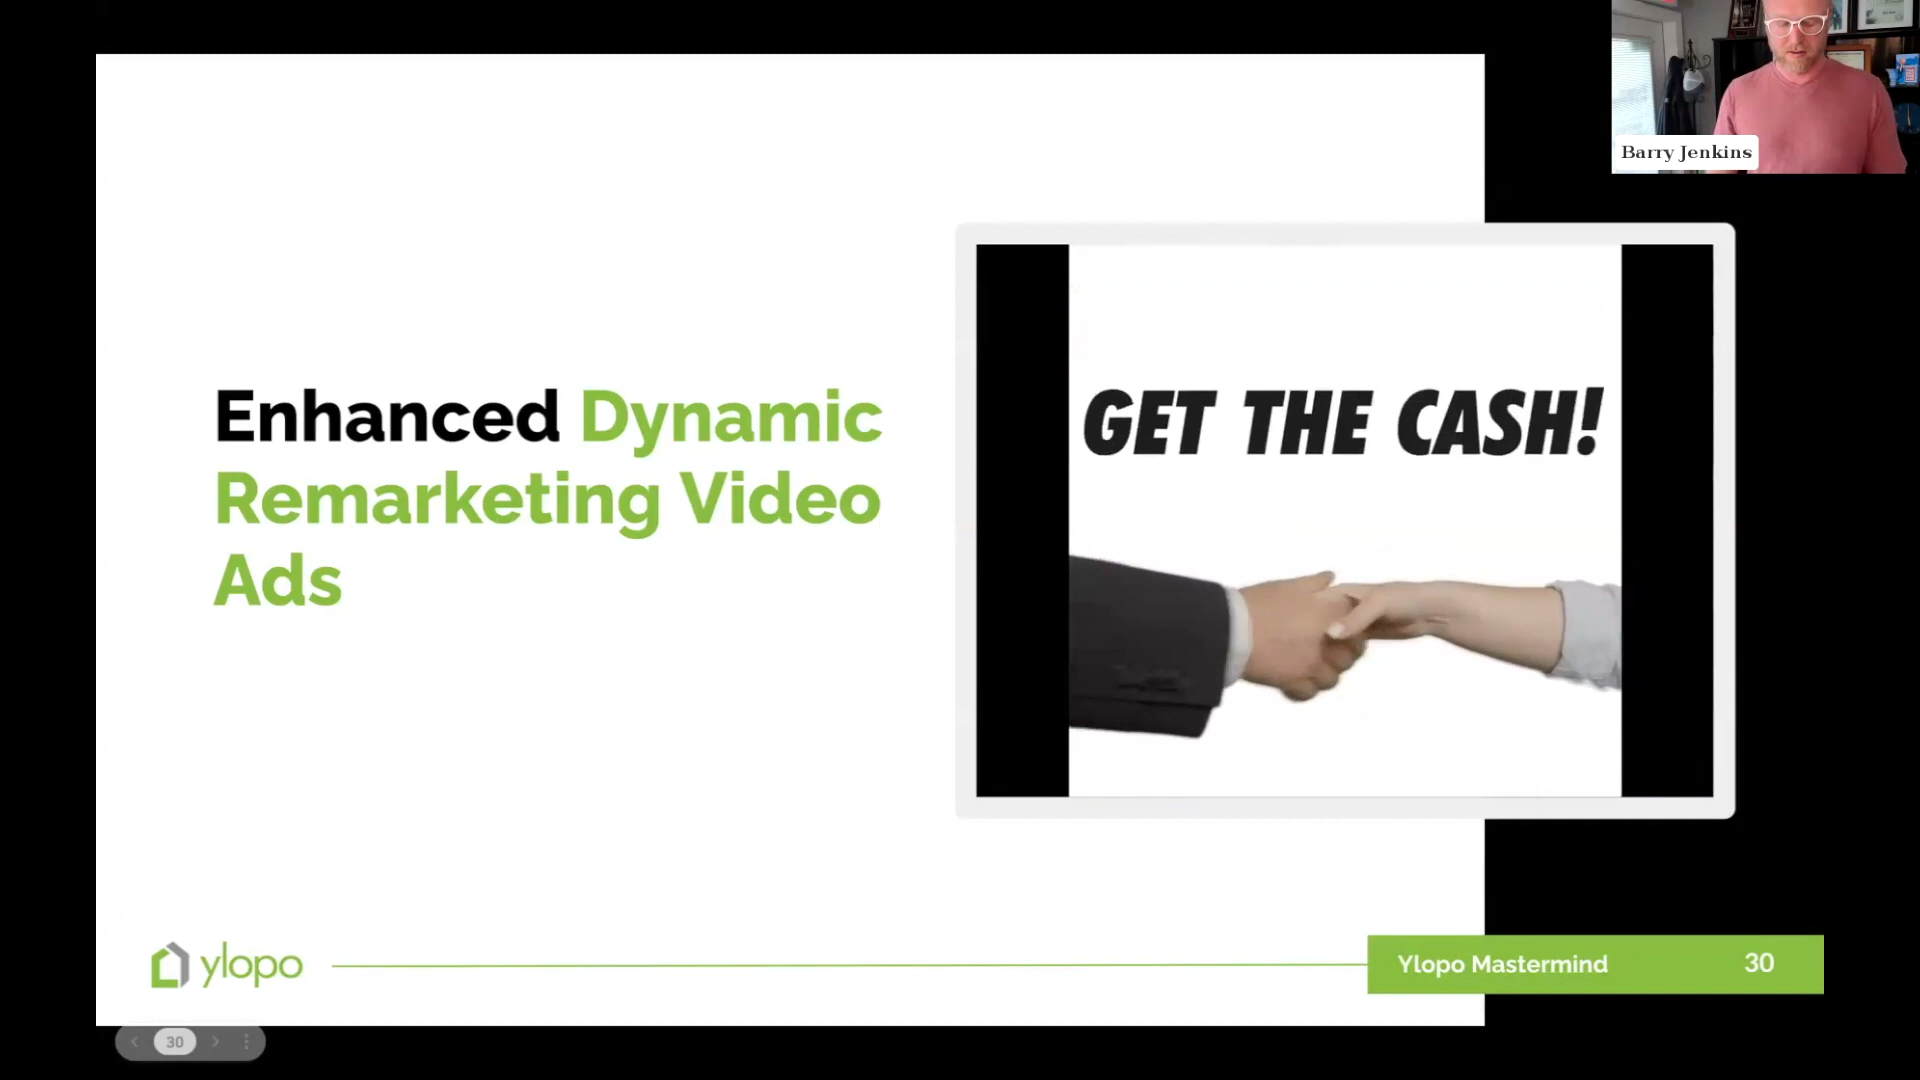 Barry Jenkins
Enhanced Dynamic
Remarketing Video
Ads
GET THE CASH!
ylopo
Ylopo Mastermind
30
30